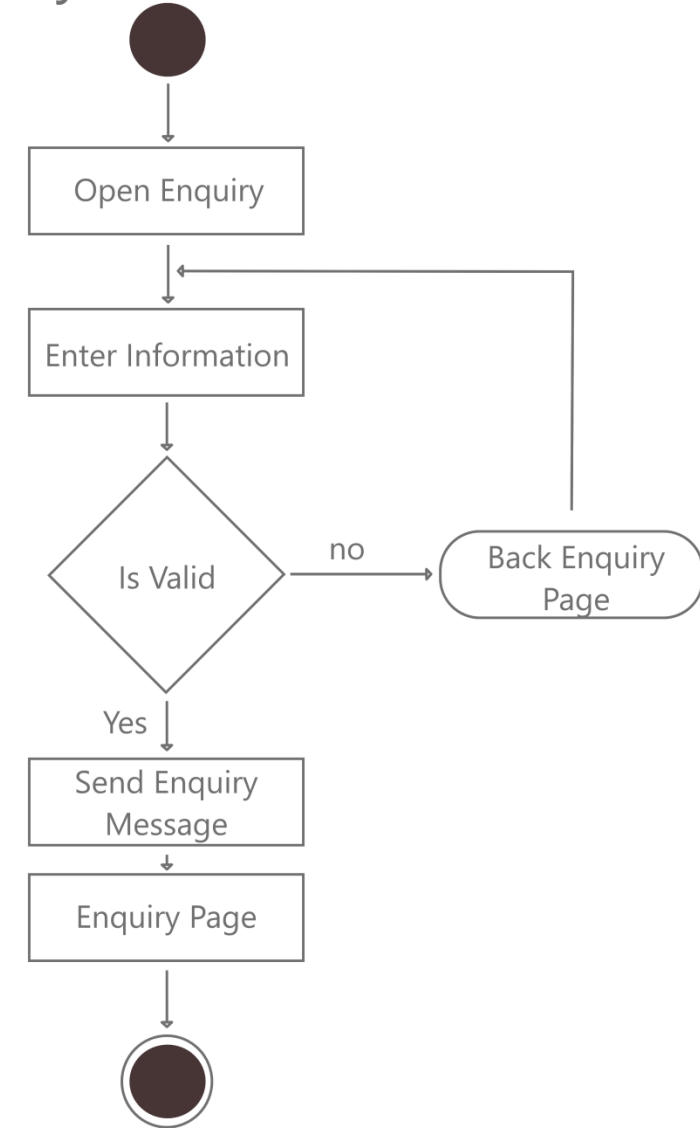 Open Enquiry
Enter Information
Is Valid
no
Back Enquiry
Page
Yes
Send Enquiry
Message
Enquiry Page